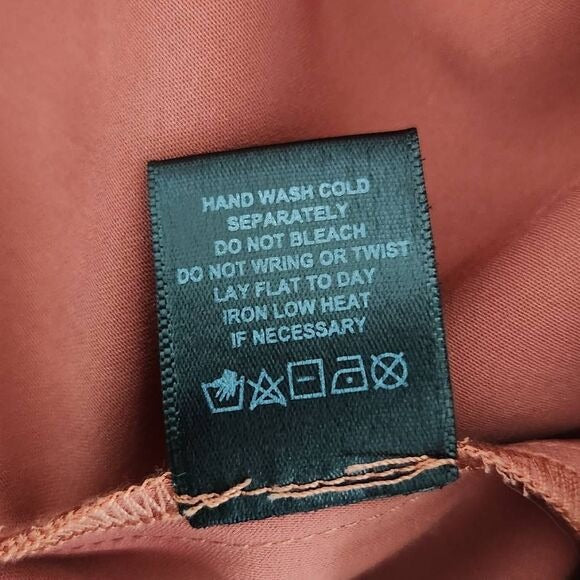 HAND WASH COLD
SEPARATELY
DO NOT BLEACH
DO NOT WRING OR TWIST
LAY FLAT TO DAY
IRON LOW HEAT
IF NECESSARY